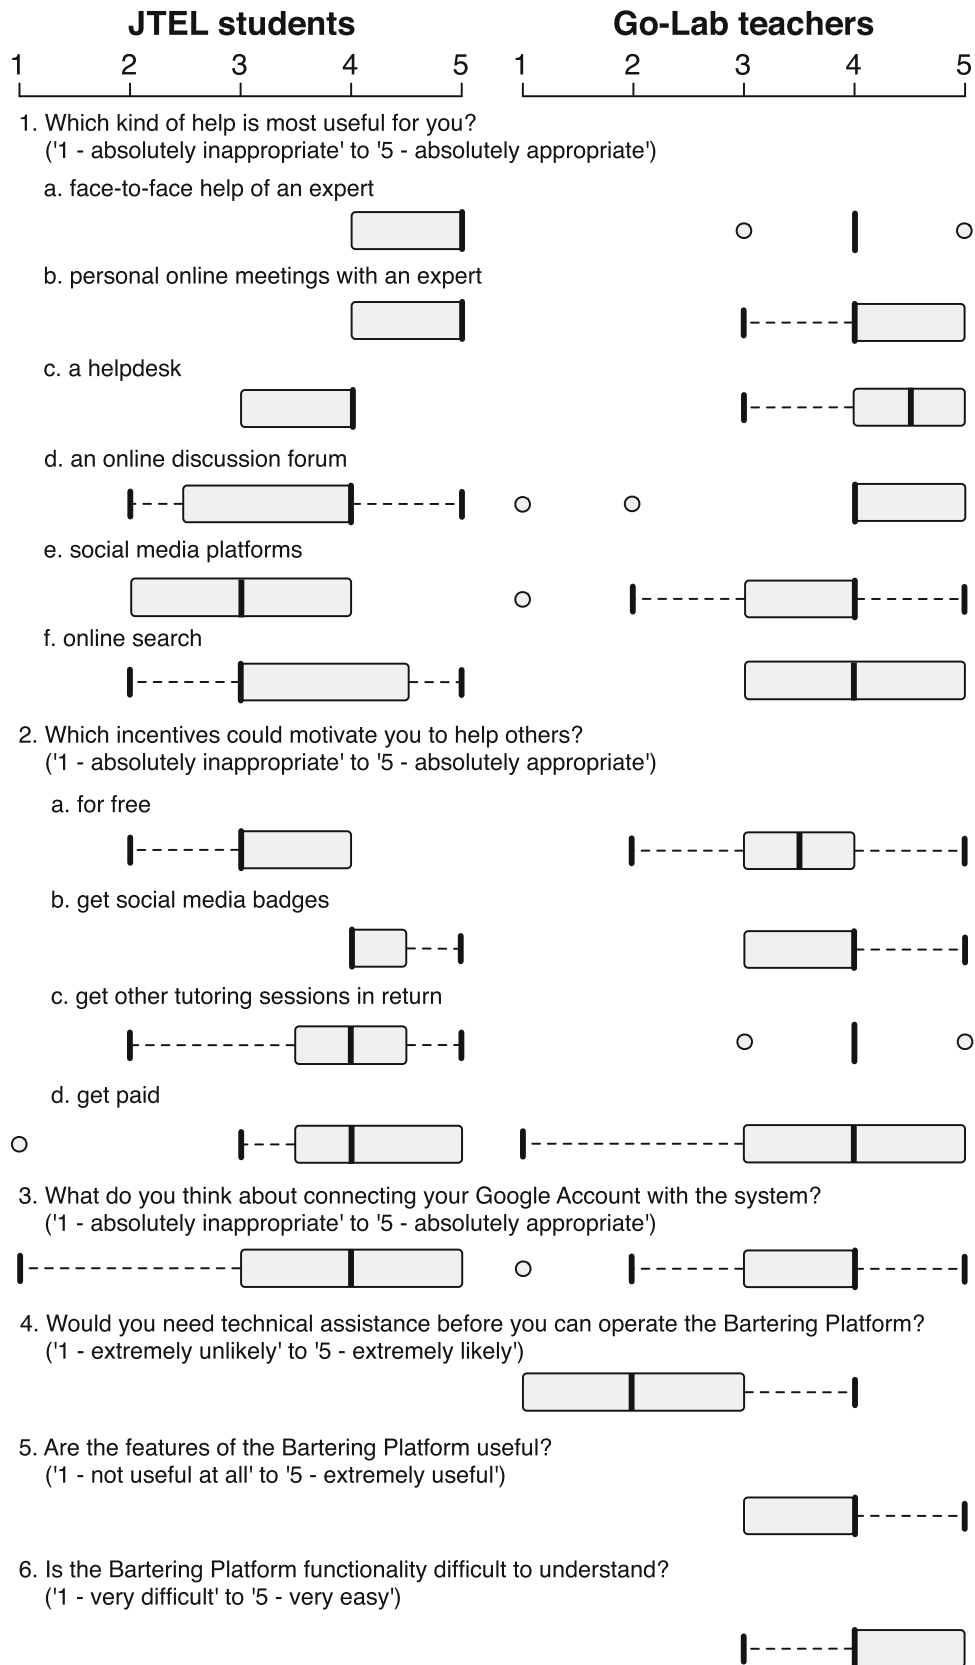 JTEL students Go-Lab teachers
1 2 3 4 5 1 2 3 4 5
1. Which kind of help is most useful for you?
('1 - absolutely inappropriate' to '5 - absolutely appropriate')
a. face-to-face help of an expert
b. personal online meetings with an expert
c. a helpdesk
d. an online discussion forum
e. social media platforms
f. online search
2. Which incentives could motivate you to help others?
('1 - absolutely inappropriate' to '5 - absolutely appropriate')
a. for free
b. get social media badges
c. get other tutoring sessions in return
d. get paid
3. What do you think about connecting your Google Account with the system?
('1 - absolutely inappropriate' to '5 - absolutely appropriate')
4. Would you need technical assistance before you can operate the Bartering Platform?
('1 - extremely unlikely' to '5 - extremely likely')
5. Are the features of the Bartering Platform useful?
('1 - not useful at all' to '5 - extremely useful')
6. Is the Bartering Platform functionality difficult to understand?
('1 - very difficult' to '5 - very easy')